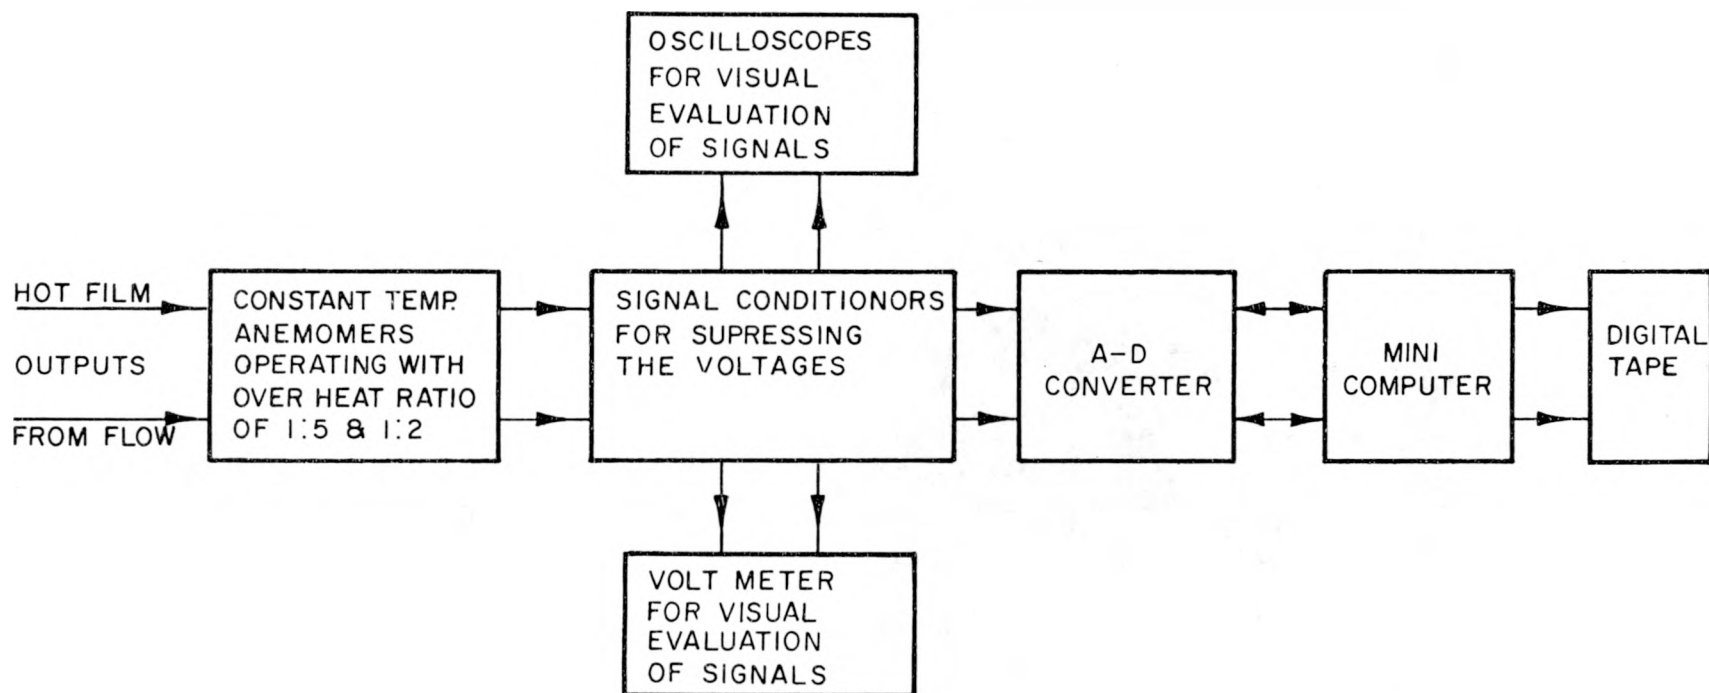 OSCILLOSCOPES
FOR VISUAL
EVALUATION
OF SIGNALS
HOT FILM
OUTPUTS
FROM FLOW
CONSTANT TEMP.
ANEMOMERS
OPERATING WITH
OVER HEAT RATIO
OF 1:5 & 1:2
SIGNAL CONDITIONORS
FOR SUPRESSING
THE VOLTAGES
A-D
CONVERTER
MINI
COMPUTER
DIGITAL
TAPE
VOLT METER
FOR VISUAL
EVALUATION
OF SIGNALS